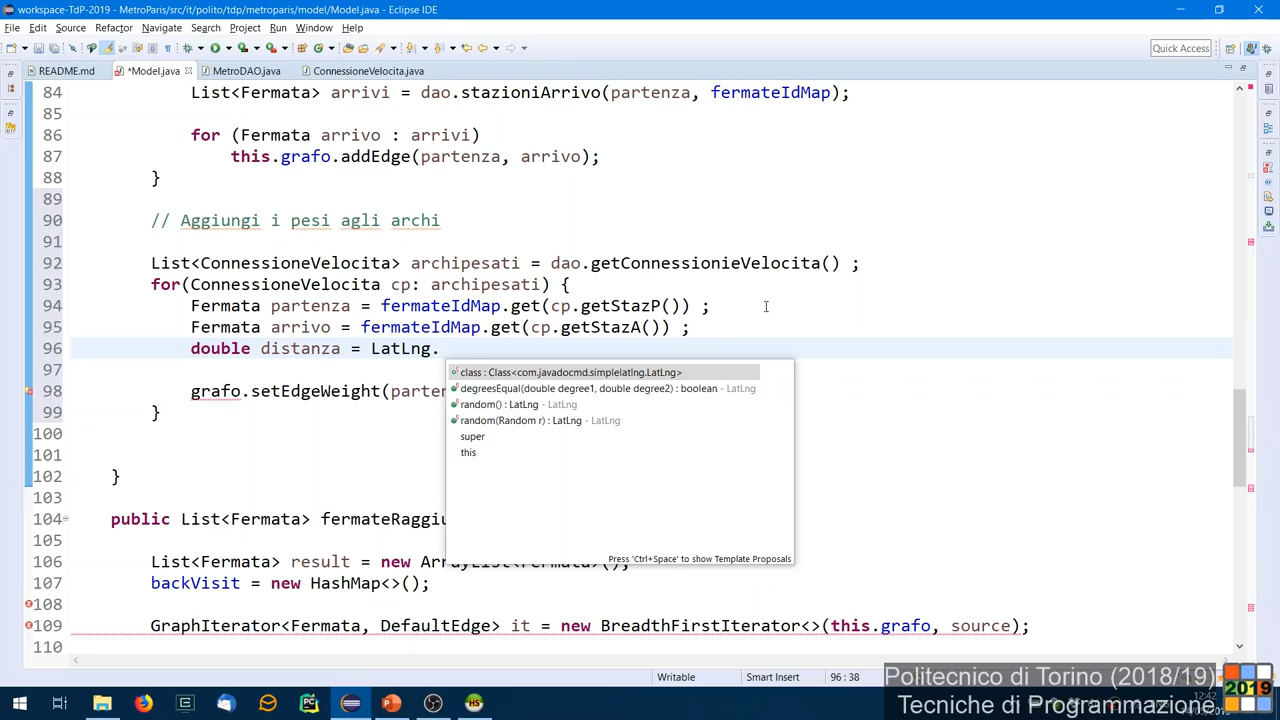 workspace-TdP-2019 - MetroParis/src/it/polito/tdp/metroparis/model/Model.java - Eclipse IDE
File Edit Source Refactor Navigate Search Project Run Window Help
Quick Access
README.md *Model.java MetroDAO.java ConnessioneVelocita.java
84 List<Fermata> arrivi = dao.stazioniArrivo(partenza, fermateIdMap);
85
86 for (Fermata arrivo : arrivi)
87 this.grafo.addEdge(partenza, arrivo);
88 }
89
90 // Aggiungi i pesi agli archi
91
92 List<ConnessioneVelocita> archipesati = dao.getConnessionieVelocita() ;
93 for(ConnessioneVelocita cp: archipesati) {
94 Fermata partenza = fermateIdMap.get(cp.getStazP()) ;
95 Fermata arrivo = fermateIdMap.get(cp.getStazA()) ;
96 double distanza = LatLng.
97
class : Class<com.javadocmd.simplelatlng.LatLng>
degreesEqual(double degree1, double degree2) : boolean - LatLng
random() : LatLng - LatLng
random(Random r) : LatLng - LatLng
super
this
Press 'Ctrl+Space' to show Template Proposals
98 grafo.setEdgeWeight(parten
99 }
100
101
102 }
103
104 public List<Fermata> fermateRaggiu
105
106 List<Fermata> result = new ArrayList<Fermata>();
107 backVisit = new HashMap<>();
108
109 GraphIterator<Fermata, DefaultEdge> it = new BreadthFirstIterator<>(this.grafo, source);
110
Writable Smart Insert 96 : 38
Politecnico di Torino (2018/19)
Tecniche di Programmazione
2019
12:42